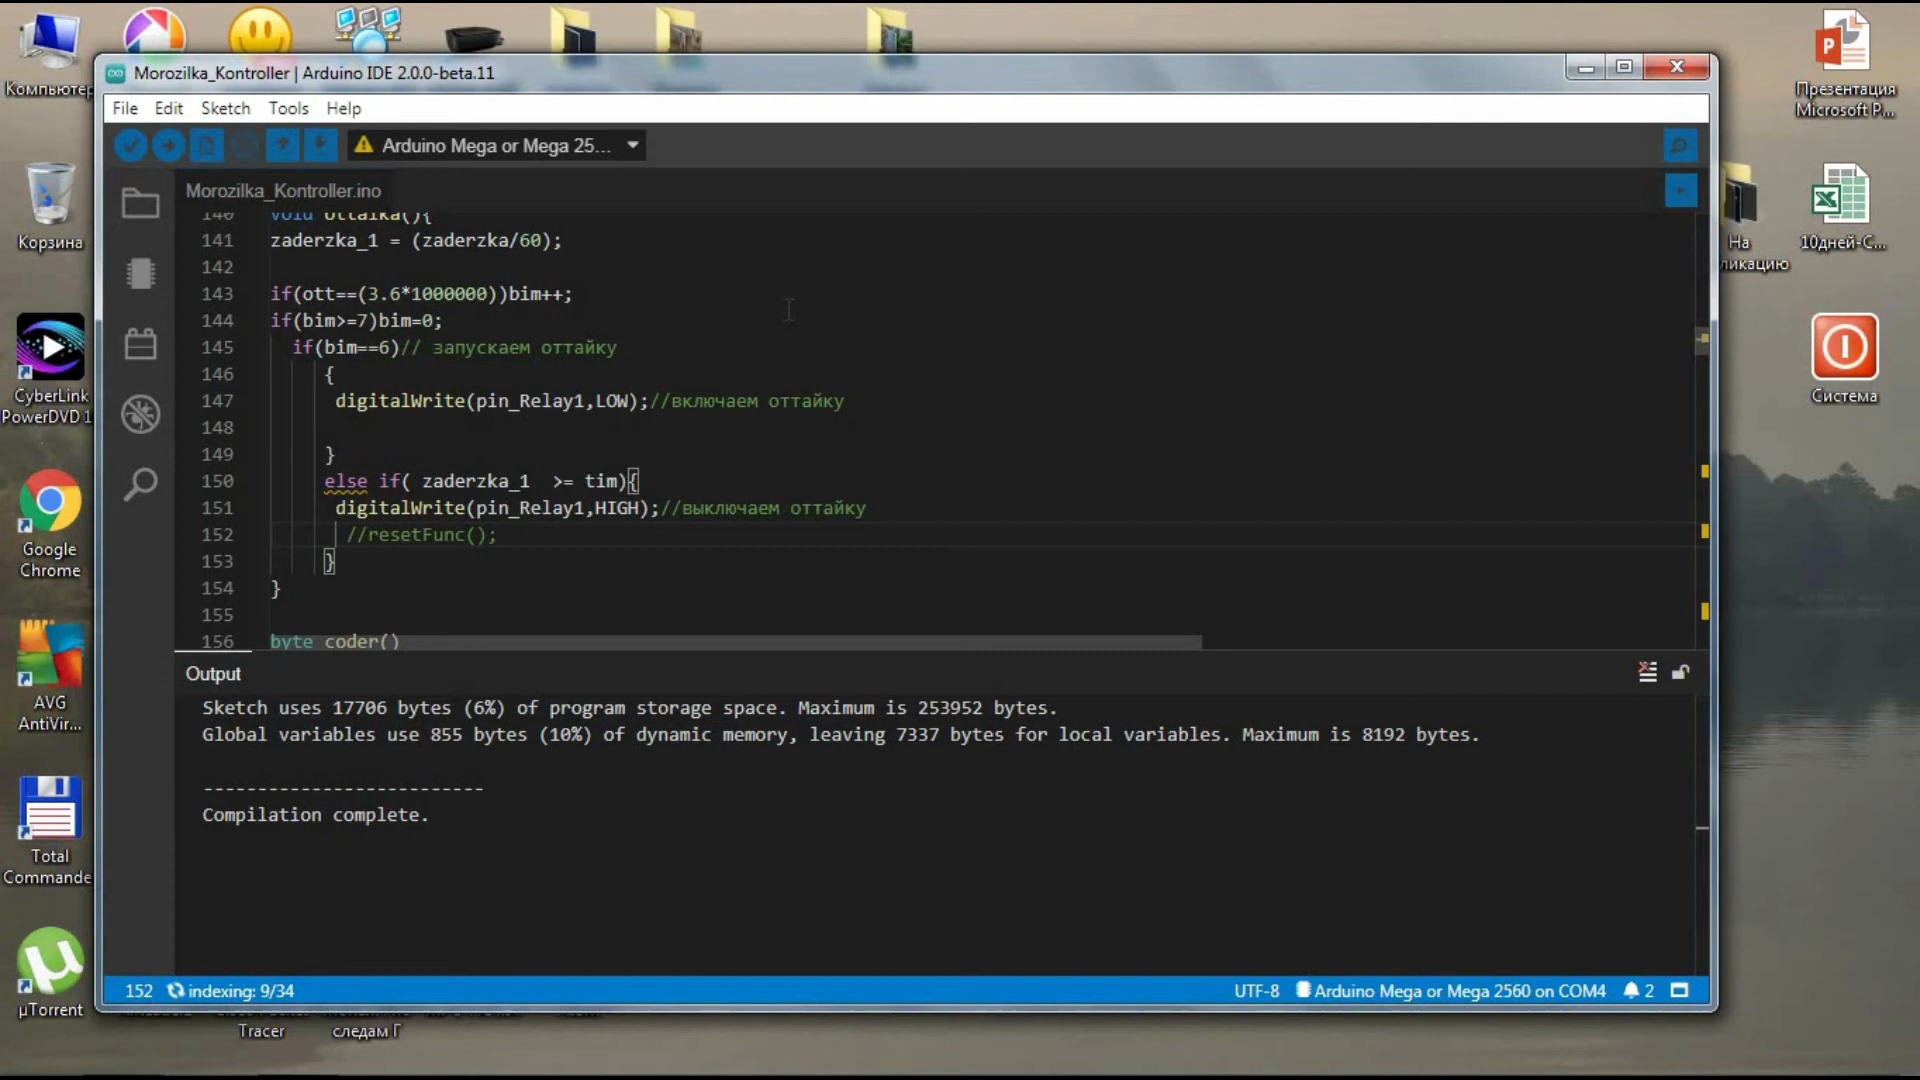 Компьютер
Корзина
CyberLink
PowerDVD 1
Google
Chrome
AVG
AntiVir...
Total
Commande
µTorrent
Tracer
следам Г
Презентация
Microsoft P...
На
ликацию
10дней-С...
Система
Morozilka_Kontroller | Arduino IDE 2.0.0-beta.11
File Edit Sketch Tools Help
Arduino Mega or Mega 25...
Morozilka_Kontroller.ino
140 void ottaika(){
141 zaderzka_1 = (zaderzka/60);
142
143 if(ott==(3.6*1000000))bim++;
144 if(bim>=7)bim=0;
145 if(bim==6)// запускаем оттайку
146 {
147 digitalWrite(pin_Relay1,LOW);//включаем оттайку
148
149 }
150 else if( zaderzka_1  >= tim){
151 digitalWrite(pin_Relay1,HIGH);//выключаем оттайку
152 //resetFunc();
153 }
154 }
155
156 byte coder()
Output
Sketch uses 17706 bytes (6%) of program storage space. Maximum is 253952 bytes.
Global variables use 855 bytes (10%) of dynamic memory, leaving 7337 bytes for local variables. Maximum is 8192 bytes.
--------------------------
Compilation complete.
152 indexing: 9/34 UTF-8 Arduino Mega or Mega 2560 on COM4 2